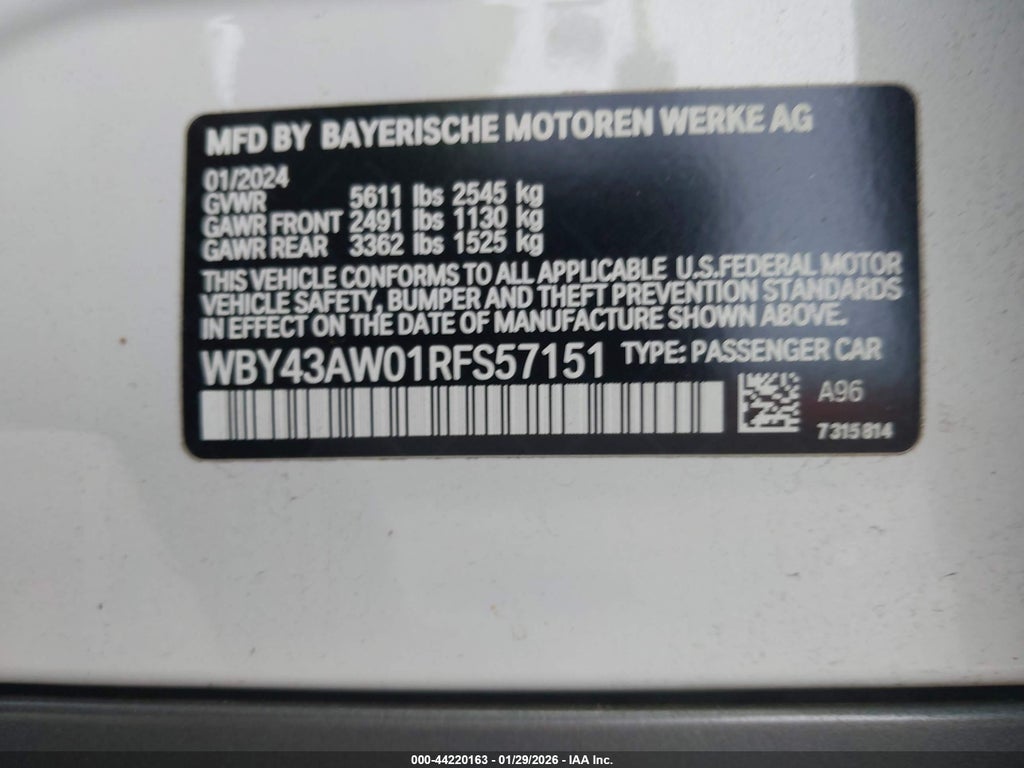 MFD BY BAYERISCHE MOTOREN WERKE AG
01/2024
GVWR 5611 lbs 2545 kg
GAWR FRONT 2491 lbs 1130 kg
GAWR REAR 3362 lbs 1525 kg
THIS VEHICLE CONFORMS TO ALL APPLICABLE U.S.FEDERAL MOTOR
VEHICLE SAFETY, BUMPER AND THEFT PREVENTION STANDARDS
IN EFFECT ON THE DATE OF MANUFACTURE SHOWN ABOVE.
WBY43AW01RFS57151 TYPE: PASSENGER CAR
A96
7315814
000-44220163 - 01/29/2026 - IAA Inc.